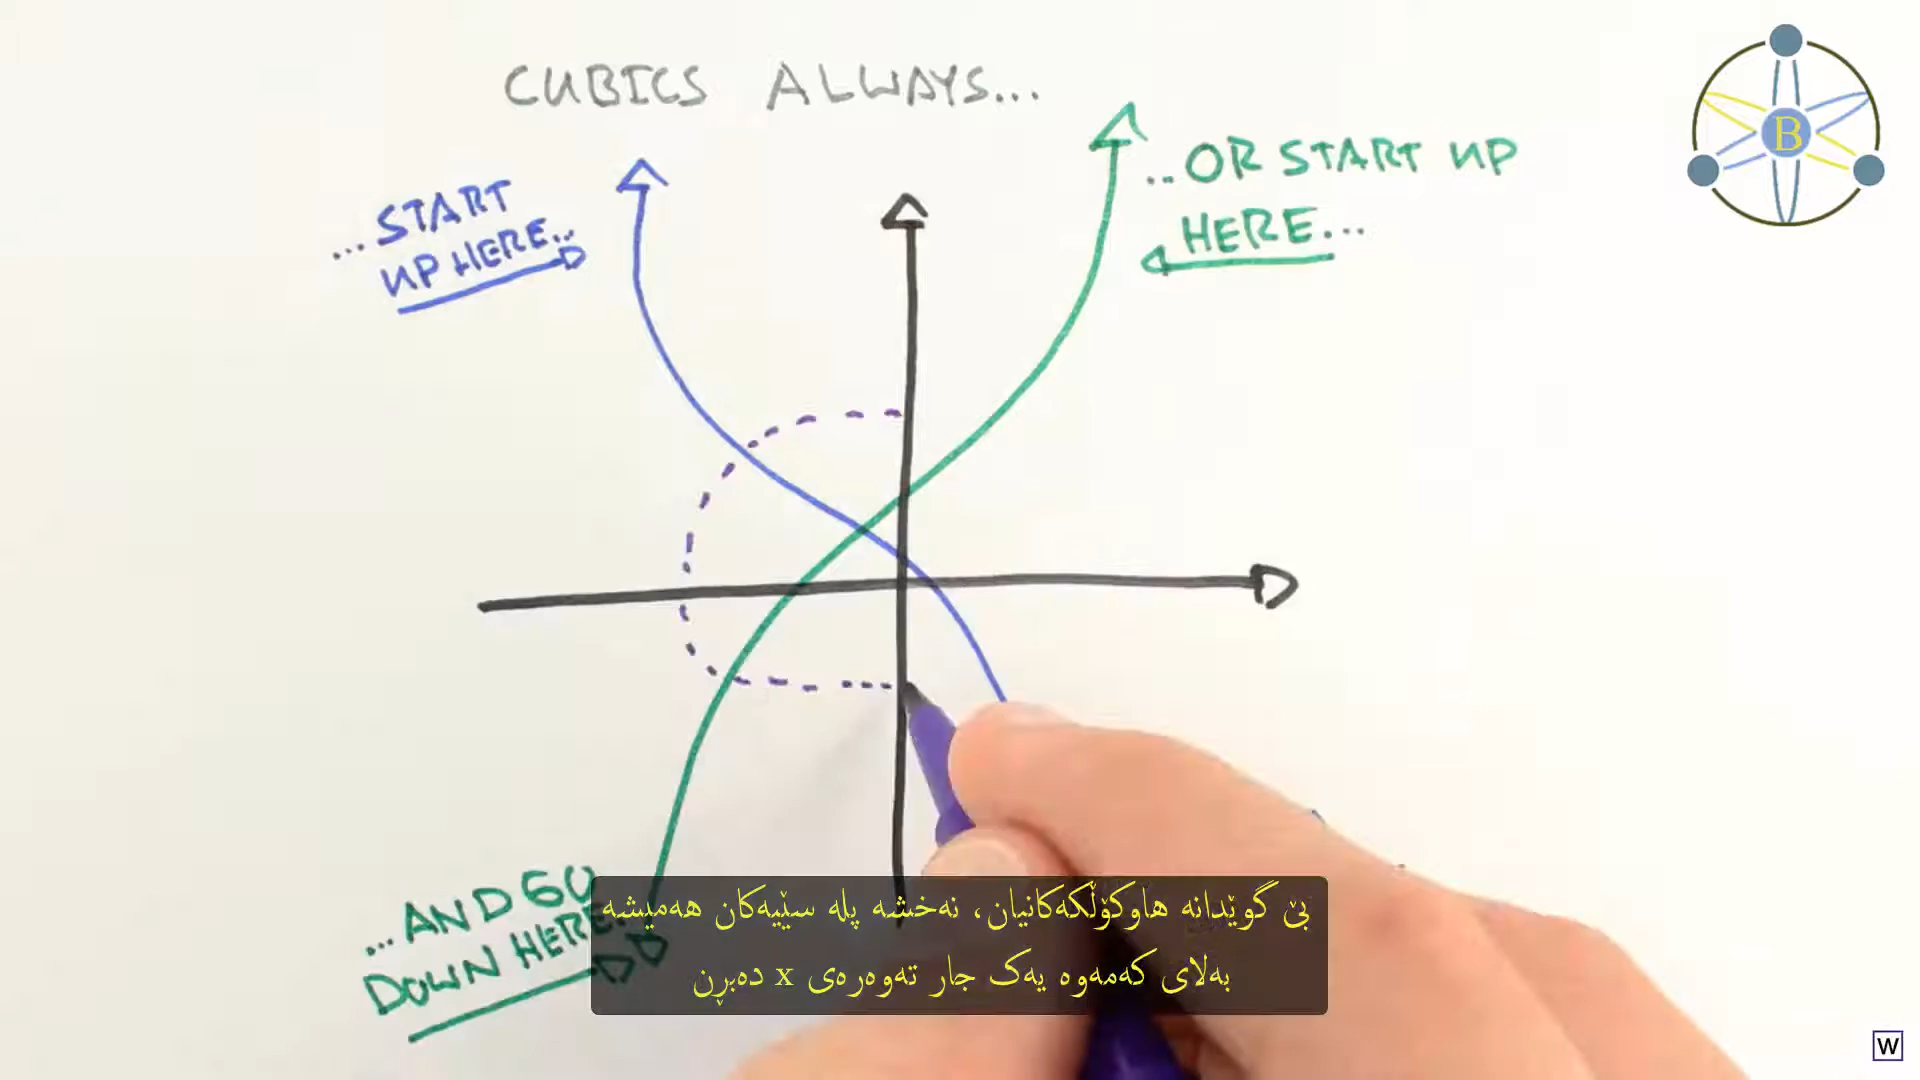 CUBICS ALWAYS...
...START
UP HERE...
...OR START UP
HERE...
...AND GO
DOWN HERE
بێ گوێدانە هاوکۆڵکەکانیان، نەخشە پلە سێیەکان هەمیشە
بەلای کەمەوە یەک جار تەوەرەی x دەبڕن
B
W